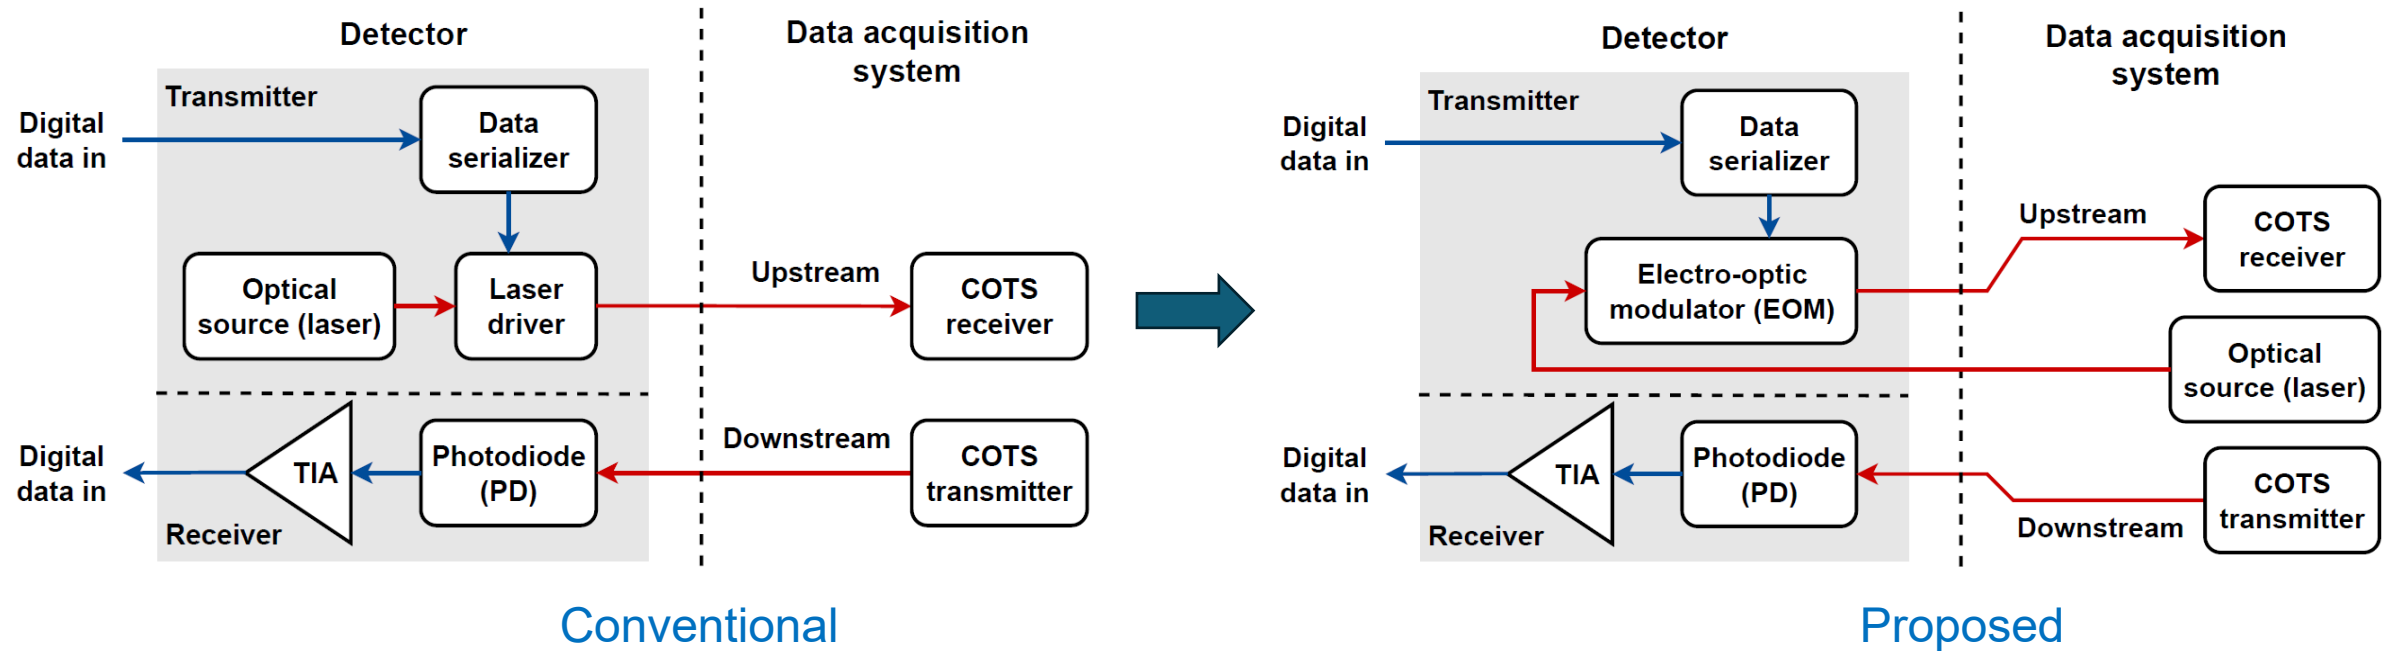 Detector
Data acquisition
system
Transmitter
Digital
data in
Data
serializer
Optical
source (laser)
Laser
driver
Upstream
COTS
receiver
Digital
data in
TIA
Photodiode
(PD)
Downstream
COTS
transmitter
Receiver
Conventional
Detector
Data acquisition
system
Transmitter
Digital
data in
Data
serializer
Electro-optic
modulator (EOM)
Upstream
COTS
receiver
Optical
source (laser)
Digital
data in
TIA
Photodiode
(PD)
COTS
transmitter
Downstream
Receiver
Proposed